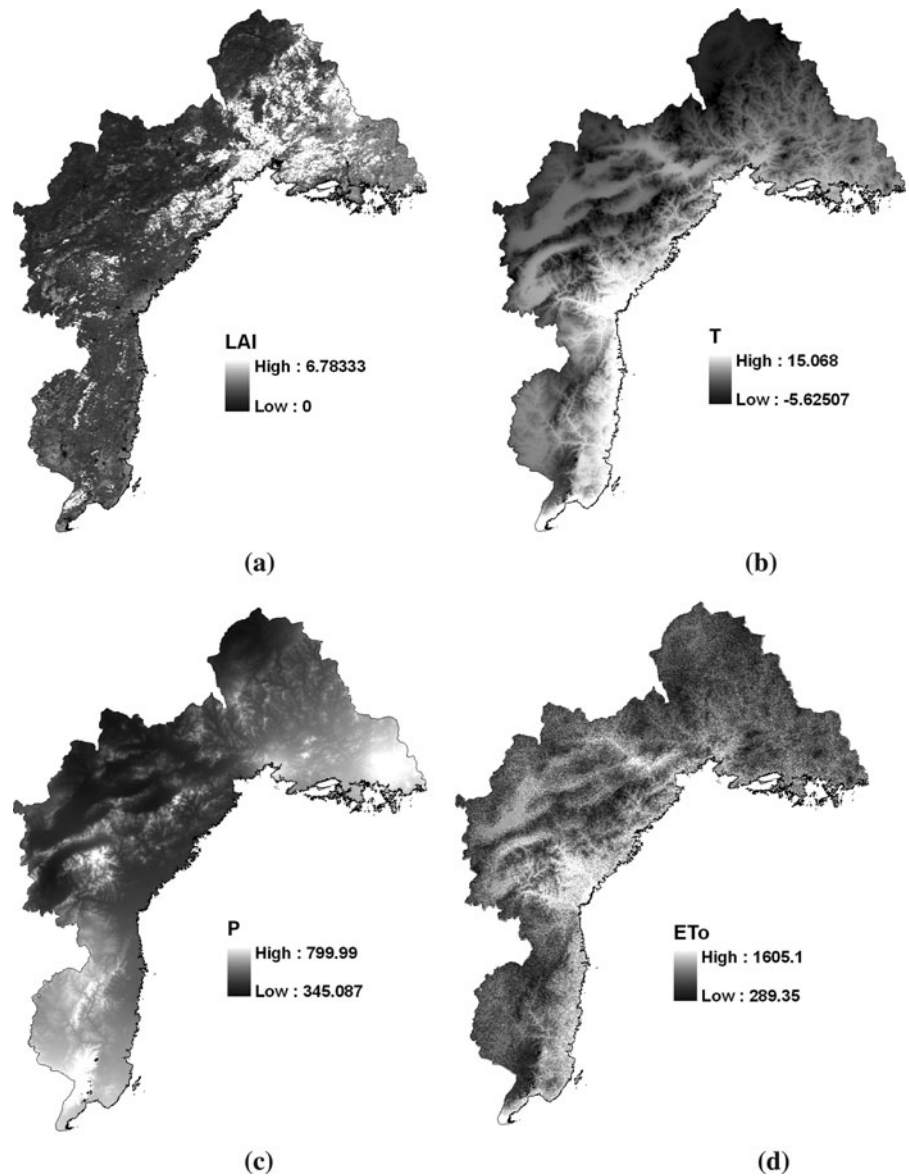 LAI
High : 6.78333
Low : 0
(a)
T
High : 15.068
Low : -5.62507
(b)
P
High : 799.99
Low : 345.087
(c)
ETo
High : 1605.1
Low : 289.35
(d)